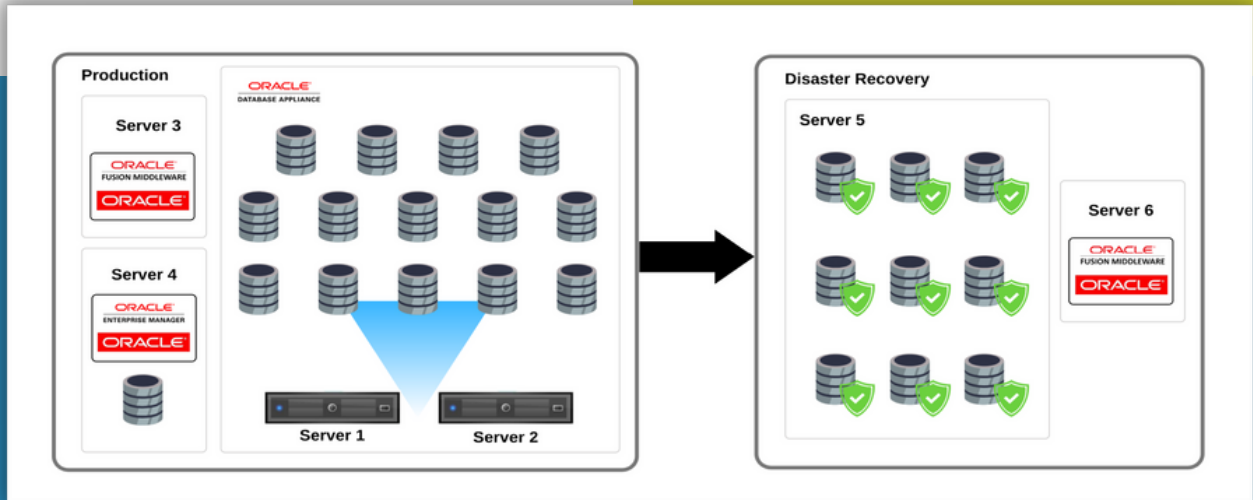 Production
Server 3
ORACLE
FUSION MIDDLEWARE
ORACLE
Server 4
ORACLE
ENTERPRISE MANAGER
ORACLE
ORACLE
DATABASE APPLIANCE
Server 1
Server 2
Disaster Recovery
Server 5
Server 6
ORACLE
FUSION MIDDLEWARE
ORACLE